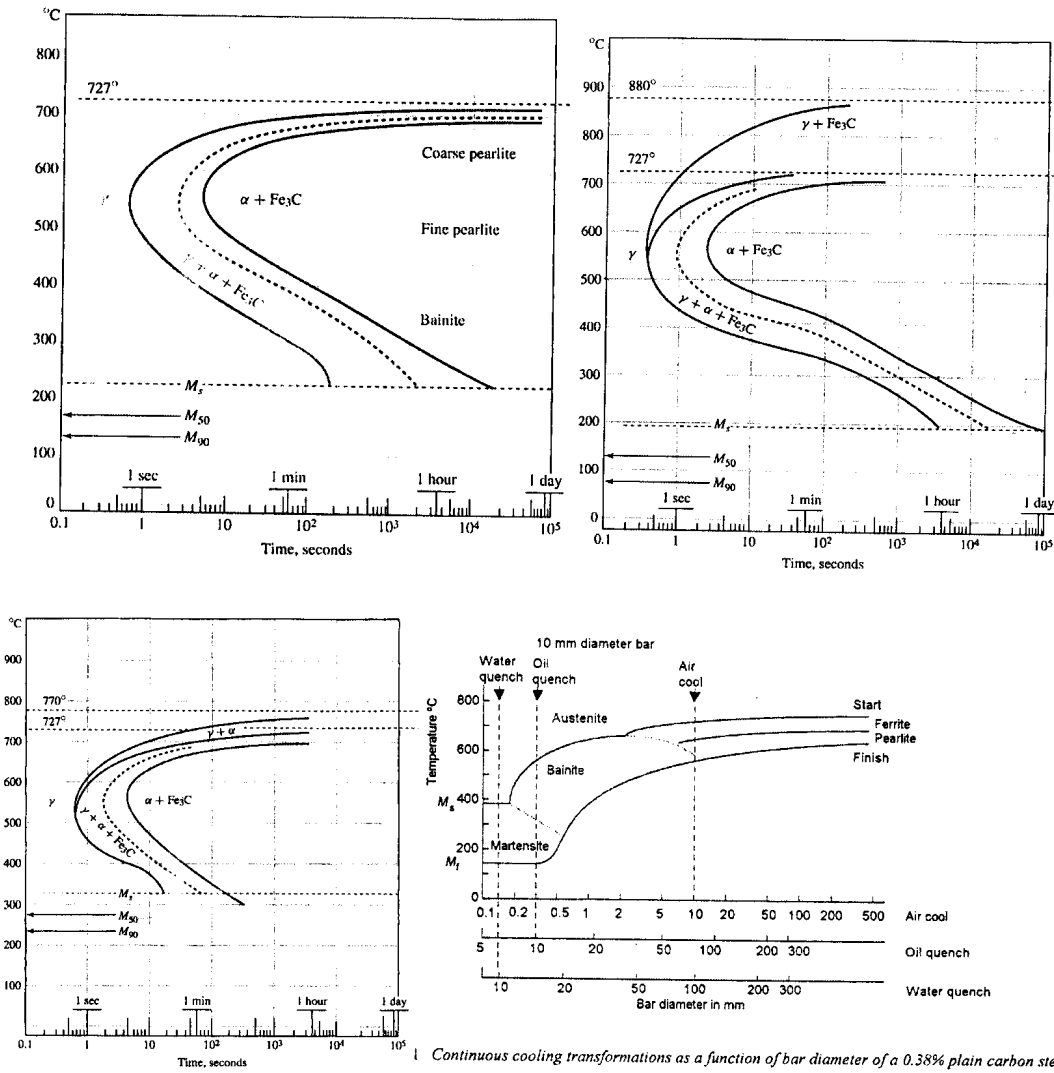 °C
800
727°
700
600
500
400
300
200
100
0
Coarse pearlite
α + Fe₃C
Fine pearlite
γ + α + Fe₃C
Bainite
Mₛ
M₅₀
M₉₀
1 sec
1 min
1 hour
1 day
0.1 1 10 10² 10³ 10⁴ 10⁵
Time, seconds
°C
900
880°
800
γ + Fe₃C
727°
700
600
γ
α + Fe₃C
500
400
γ + α + Fe₃C
300
200
Mₛ
M₅₀
100
M₉₀
0
1 sec
1 min
1 hour
1 day
0.1 1 10 10² 10³ 10⁴ 10⁵
Time, seconds
°C
900
800
770°
727°
700
γ + α
600
γ
α + Fe₃C
500
γ + α + Fe₃C
400
Mₛ
300
M₅₀
M₉₀
200
100
1 sec
1 min
1 hour
1 day
0.1 1 10 10² 10³ 10⁴ 10⁵
Time, seconds
10 mm diameter bar
Water quench
Oil quench
Air cool
Temperature °C
800
600
400
200
0
Mₛ
M_f
Austenite
Bainite
Martensite
Start
Ferrite
Pearlite
Finish
0.1 0.2 0.5 1 2 5 10 20 50 100 200 500 Air cool
5 10 20 50 100 200 300 Oil quench
10 20 50 100 200 300 Water quench
Bar diameter in mm
Continuous cooling transformations as a function of bar diameter of a 0.38% plain carbon ste